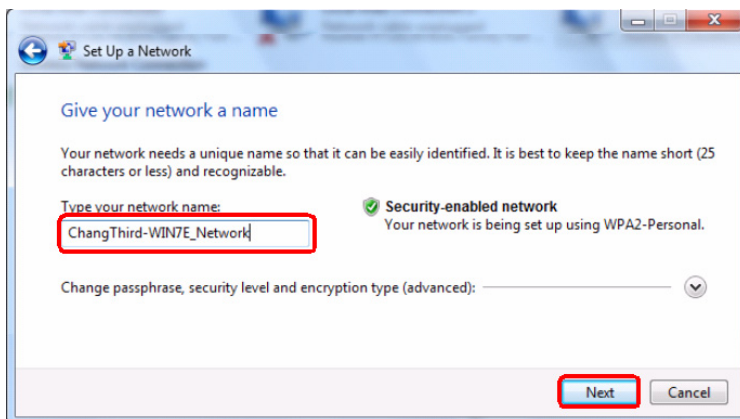 Set Up a Network
Give your network a name
Your network needs a unique name so that it can be easily identified. It is best to keep the name short (25
characters or less) and recognizable.
Type your network name:
ChangThird-WIN7E_Network
Security-enabled network
Your network is being set up using WPA2-Personal.
Change passphrase, security level and encryption type (advanced):
Next
Cancel